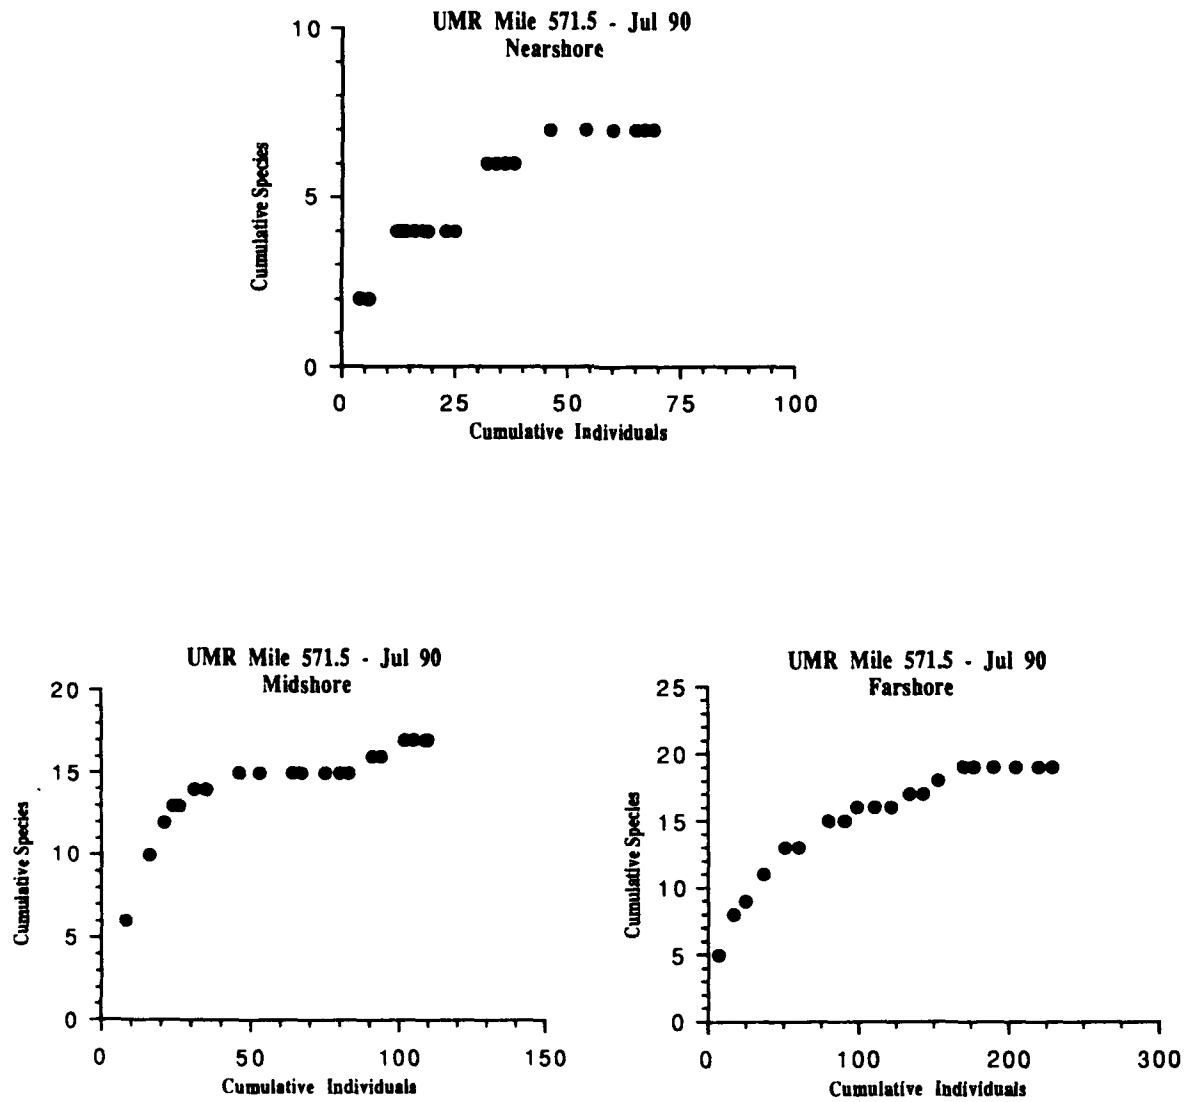 UMR Mile 571.5 - Jul 90
Nearshore
10
5
0
Cumulative Species
0 25 50 75 100
Cumulative Individuals
UMR Mile 571.5 - Jul 90
Midshore
20
15
10
5
0
Cumulative Species
0 50 100 150
Cumulative Individuals
UMR Mile 571.5 - Jul 90
Farshore
25
20
15
10
5
0
Cumulative Species
0 100 200 300
Cumulative Individuals